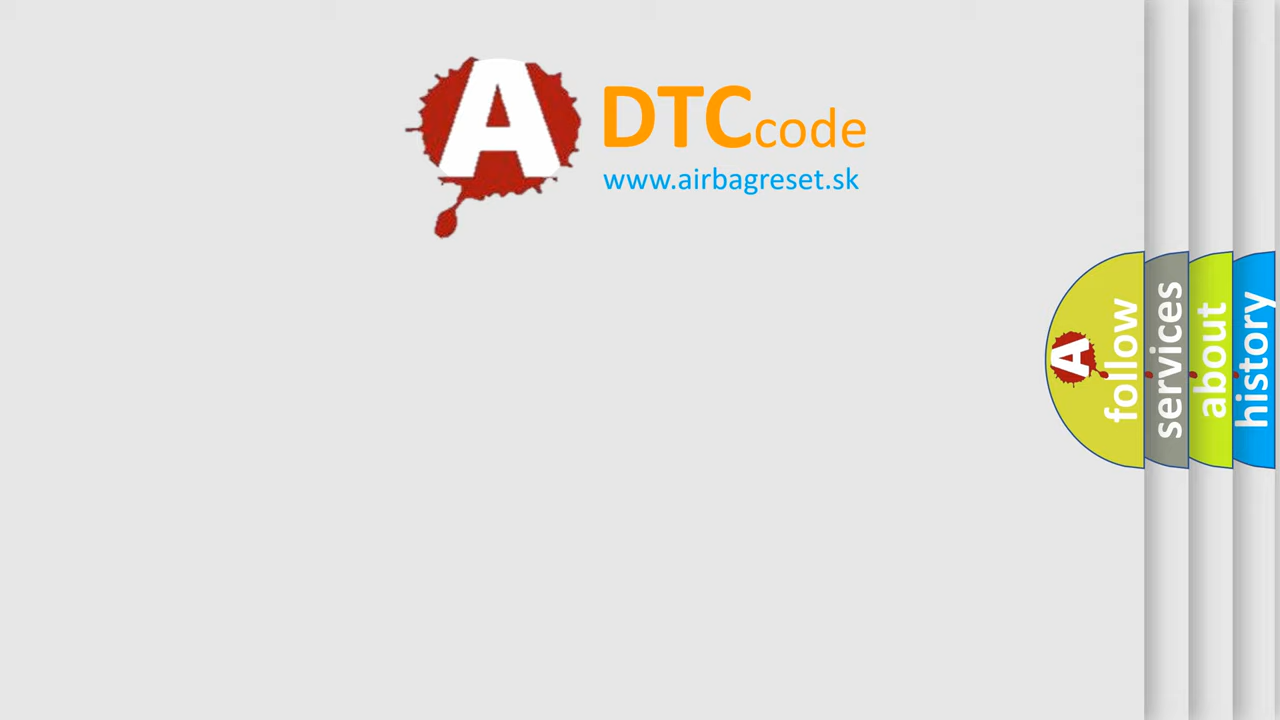 A
DTCcode
www.airbagreset.sk
A
follow
services
about
history